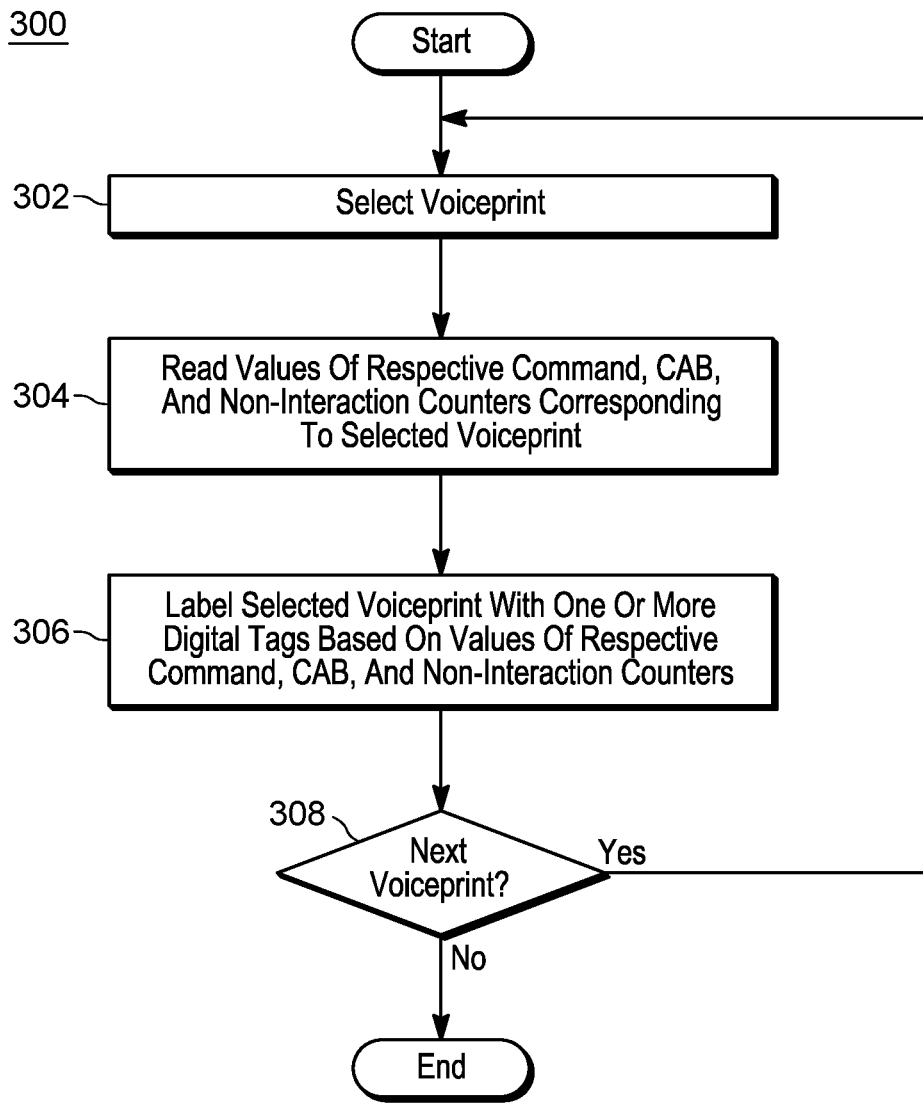 300
Start
302
Select Voiceprint
304
Read Values Of Respective Command, CAB,
And Non-Interaction Counters Corresponding
To Selected Voiceprint
306
Label Selected Voiceprint With One Or More
Digital Tags Based On Values Of Respective
Command, CAB, And Non-Interaction Counters
308
Next
Voiceprint?
Yes
No
End